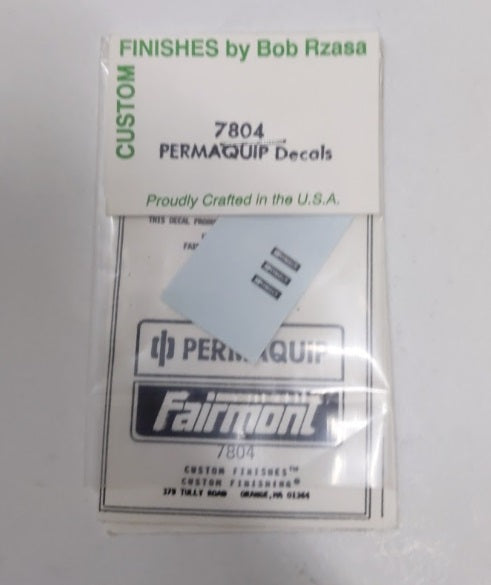 CUSTOM
FINISHES by Bob Rzasa
7804
PERMAQUIP Decals
Proudly Crafted in the U.S.A.
THIS DECAL
PERMAQUIP
Fairmont
7804
CUSTOM FINISHES™
CUSTOM FINISHING®
379 TULLY ROAD ORANGE, MA 01364